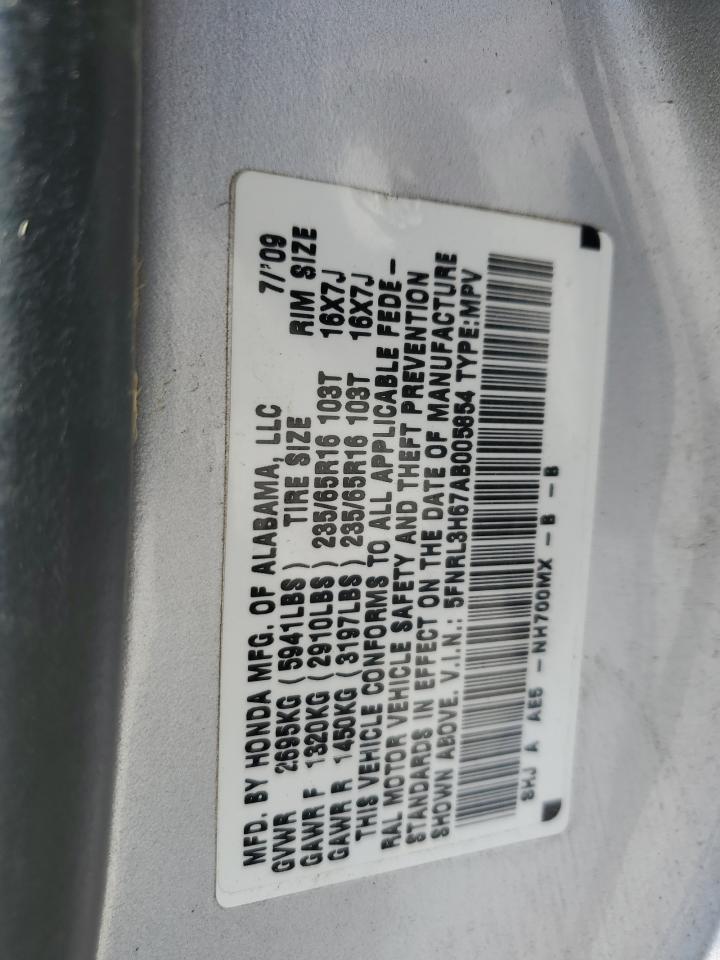 MFD. BY HONDA MFG. OF ALABAMA, LLC 7/'09
GVWR 2695KG (5941LBS) TIRE SIZE RIM SIZE
GAWR F 1320KG (2910LBS) 235/65R16 103T 16X7J
GAWR R 1450KG (3197LBS) 235/65R16 103T 16X7J
THIS VEHICLE CONFORMS TO ALL APPLICABLE FEDE-
RAL MOTOR VEHICLE SAFETY AND THEFT PREVENTION
STANDARDS IN EFFECT ON THE DATE OF MANUFACTURE
SHOWN ABOVE. V.I.N.: 5FNRL3H67AB005854 TYPE:MPV
SHJ A AE5 -NH700MX -B -B